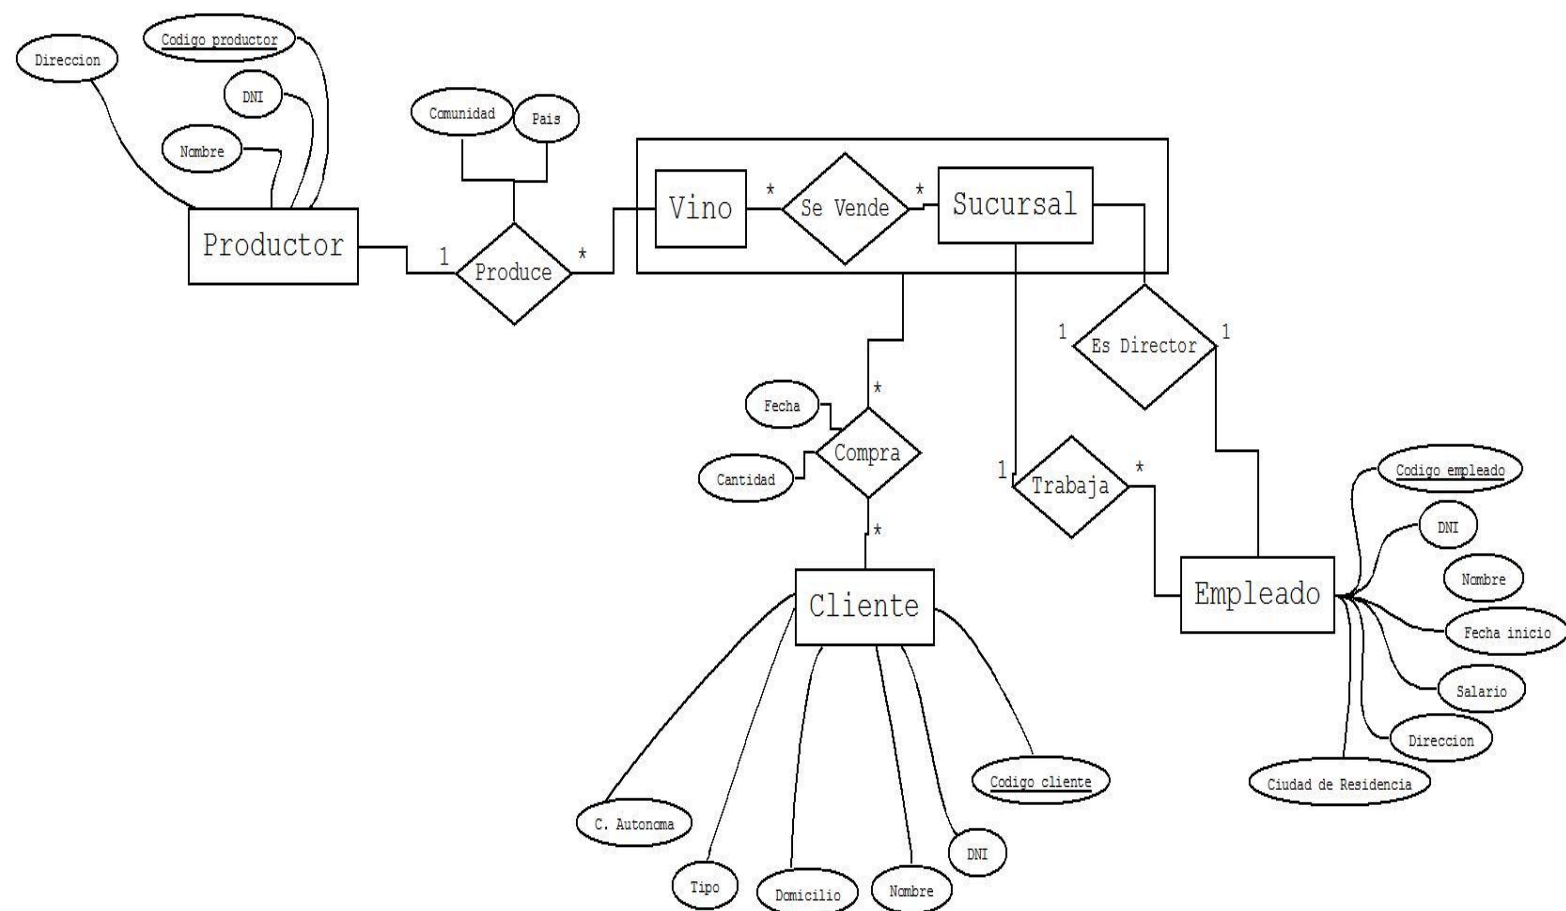 Codigo productor
Direccion
DNI
Nombre
Productor
Comunidad
Pais
1
Produce
*
Vino
*
Se Vende
*
Sucursal
1
Es Director
1
*
Fecha
Compra
Cantidad
*
1
Trabaja
*
Cliente
Empleado
Codigo empleado
DNI
Nombre
Fecha inicio
Salario
Direccion
Ciudad de Residencia
C. Autonoma
Tipo
Domicilio
Nombre
DNI
Codigo cliente